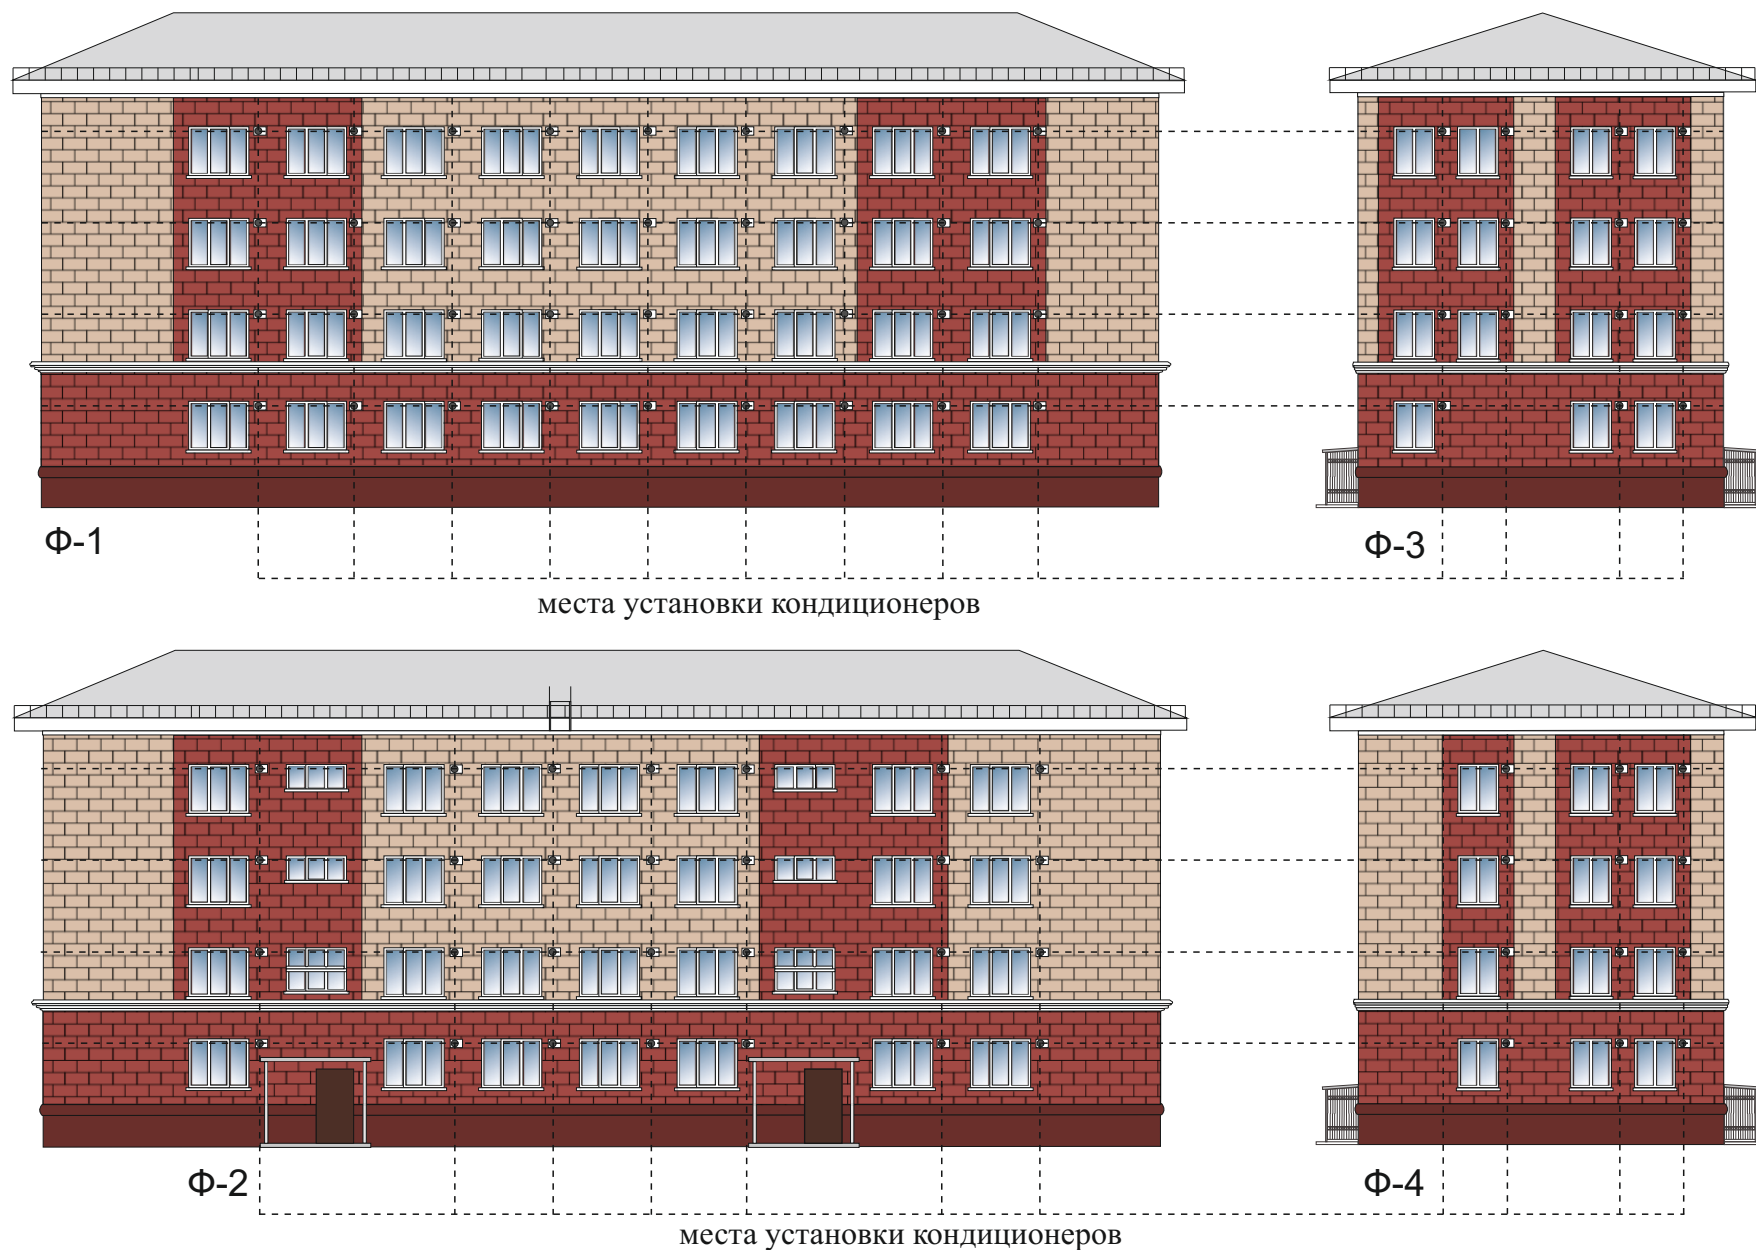 Ф-1
Ф-3
места установки кондиционеров
Ф-2
Ф-4
места установки кондиционеров